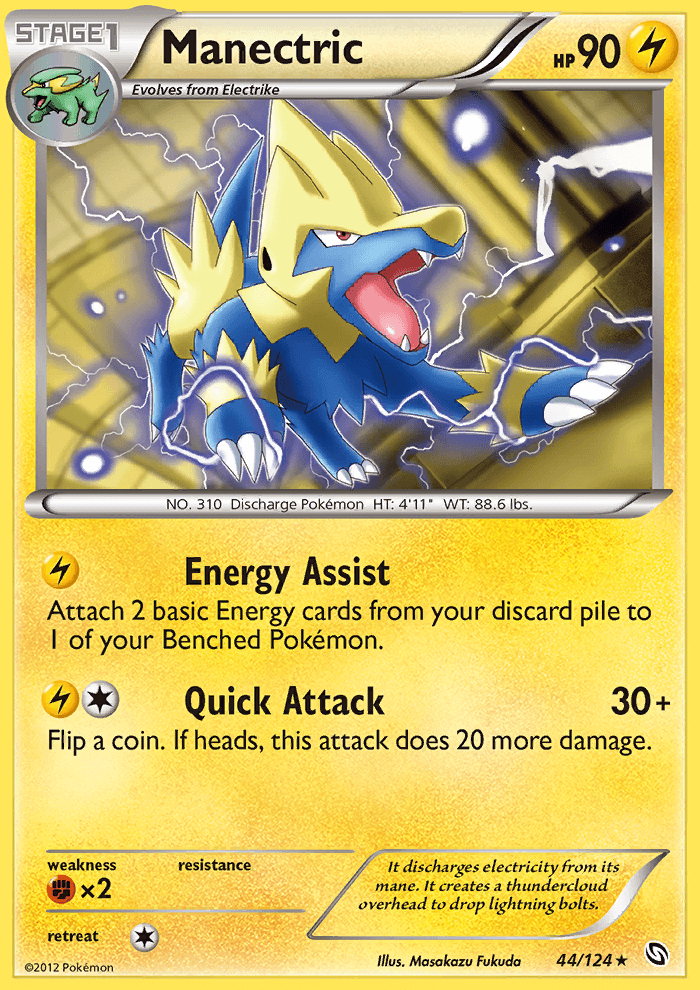 STAGE1
Manectric
HP 90
Evolves from Electrike
NO. 310 Discharge Pokémon HT: 4'11" WT: 88.6 lbs.
Energy Assist
Attach 2 basic Energy cards from your discard pile to
1 of your Benched Pokémon.
Quick Attack 30+
Flip a coin. If heads, this attack does 20 more damage.
weakness resistance
×2
It discharges electricity from its
mane. It creates a thundercloud
overhead to drop lightning bolts.
retreat
©2012 Pokémon
Illus. Masakazu Fukuda 44/124 ★